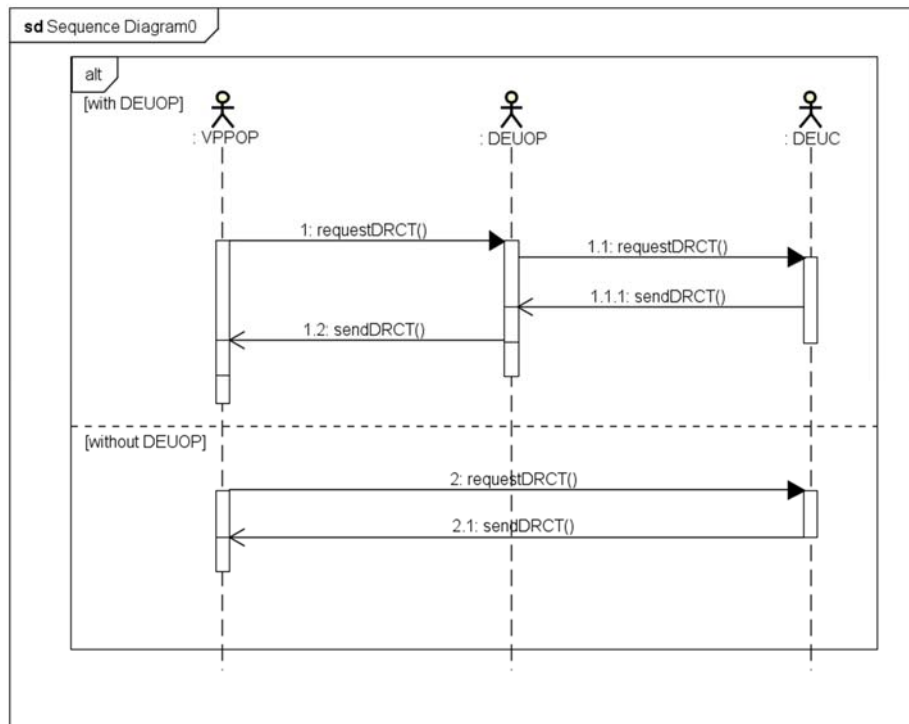 sd Sequence Diagram0
alt
[with DEUOP]
: VPPOP
: DEUOP
: DEUC
1: requestDRCT()
1.1: requestDRCT()
1.1.1: sendDRCT()
1.2: sendDRCT()
[without DEUOP]
2: requestDRCT()
2.1: sendDRCT()